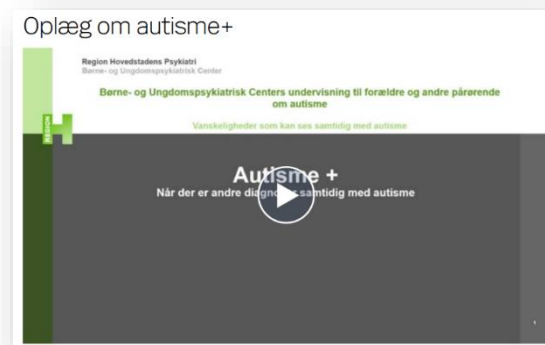 Oplæg om autisme+
Region Hovedstadens Psykiatri
Børne- og Ungdomspsykiatrisk Center
Børne- og Ungdomspsykiatrisk Centers undervisning til forældre og andre pårørende
om autisme
Vanskeligheder som kan ses samtidig med autisme
REGION
Autisme +
Når der er andre diagnoser samtidig med autisme